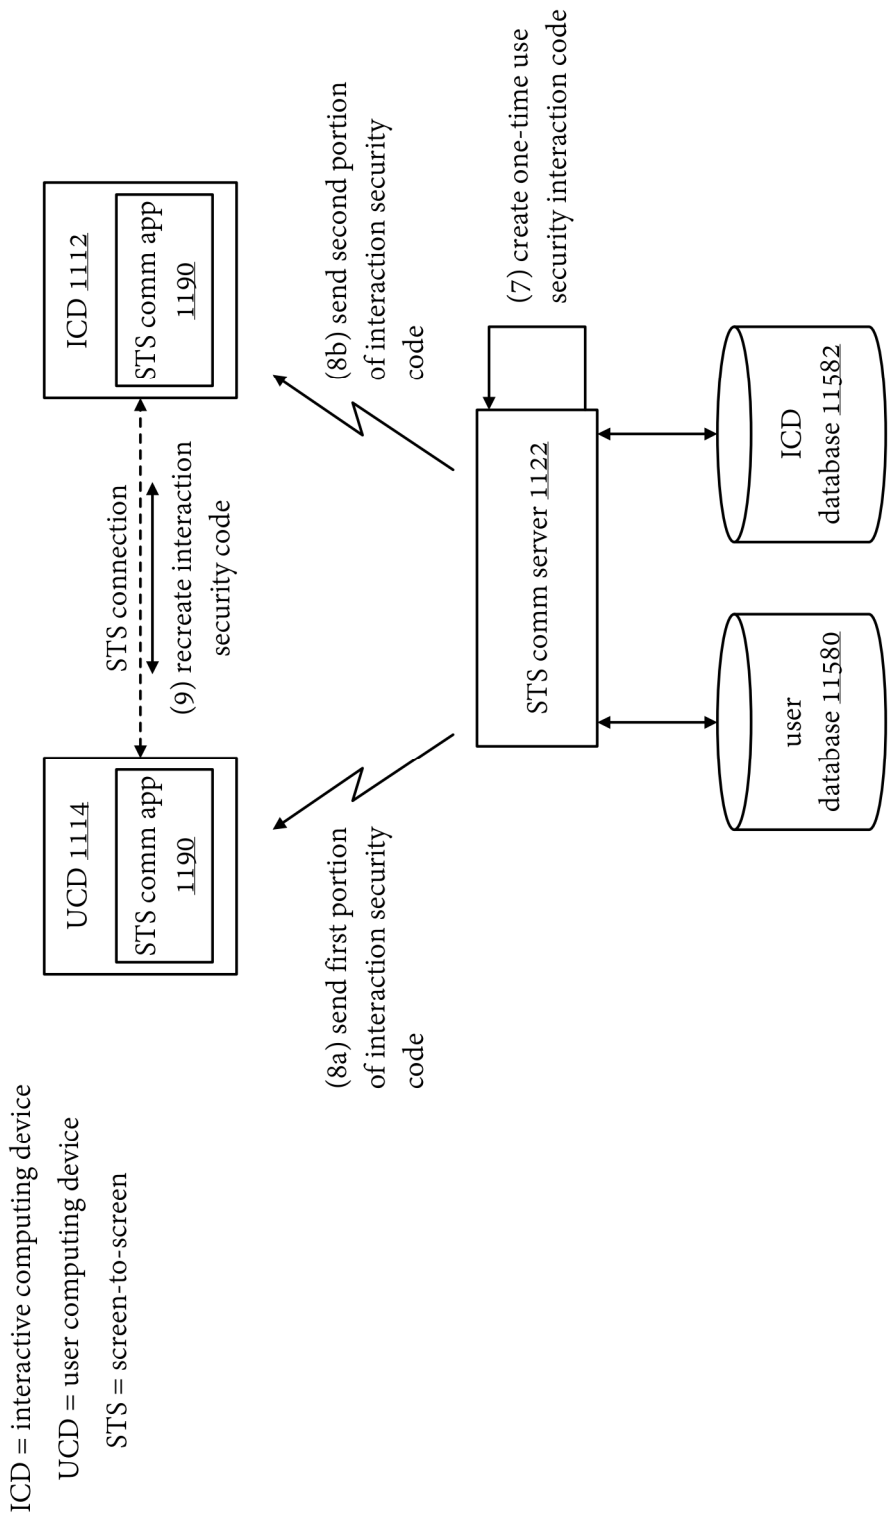 ICD = interactive computing device
UCD = user computing device
STS = screen-to-screen
UCD 1114
STS comm app
1190
STS connection
(9) recreate interaction
security code
ICD 1112
STS comm app
1190
(8a) send first portion
of interaction security
code
(8b) send second portion
of interaction security
code
STS comm server 1122
(7) create one-time use
security interaction code
user
database 11580
ICD
database 11582